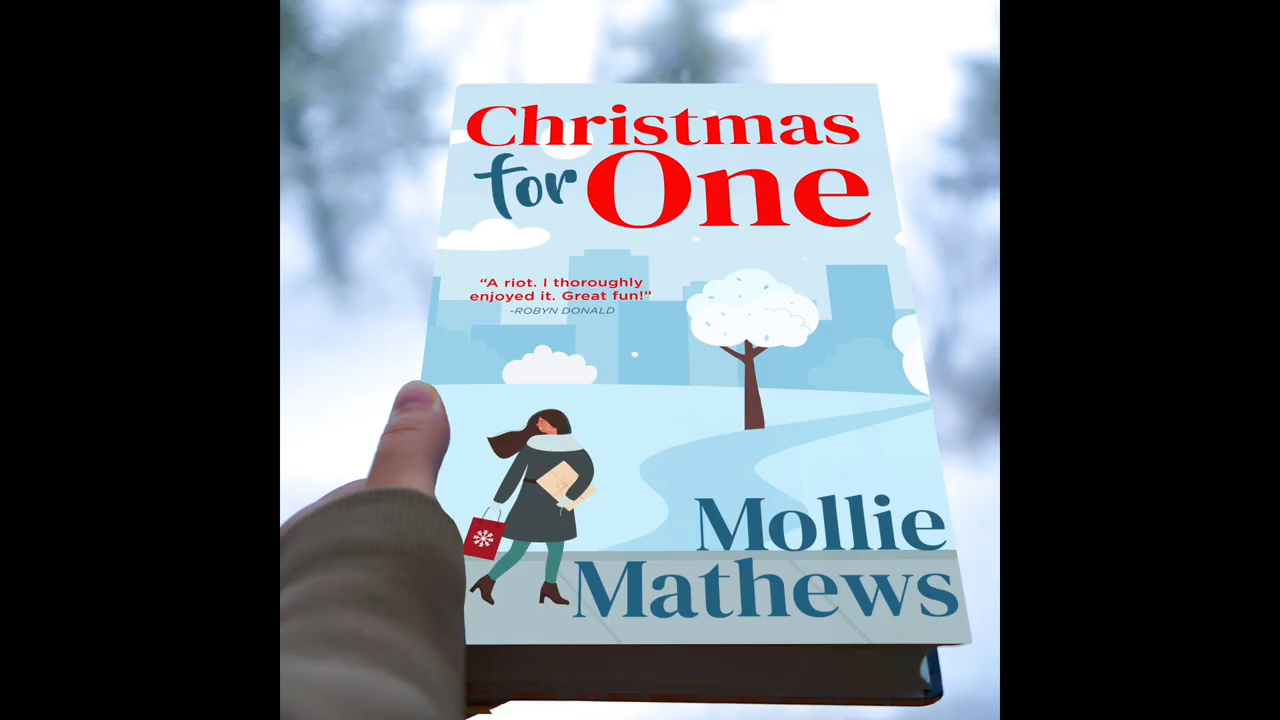 Christmas
for One
“A riot. I thoroughly
enjoyed it. Great fun!”
-ROBYN DONALD
Mollie
Mathews